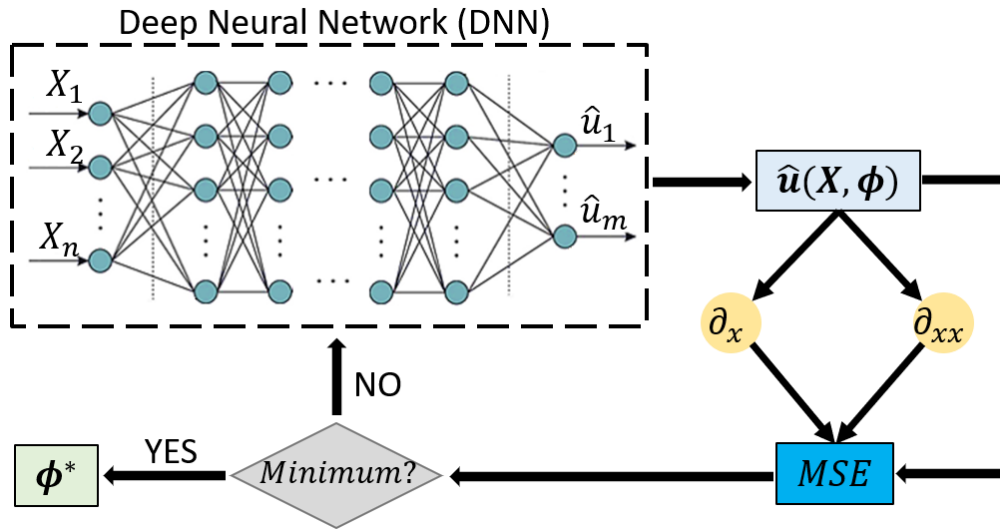 Deep Neural Network (DNN)
X₁
X₂
Xₙ
û₁
ûₘ
û(X, ϕ)
∂ₓ
∂ₓₓ
NO
YES
ϕ*
Minimum?
MSE